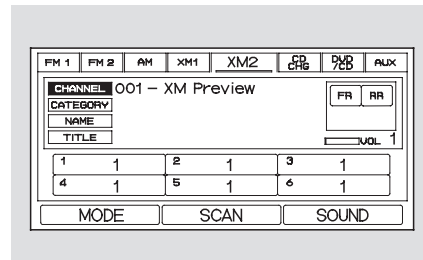 FM 1 FM 2 AM XM1 XM2 CD CHG DVD /CD AUX
CHANNEL 001 – XM Preview
CATEGORY
NAME
TITLE
FR RR
VOL 1
1 1 2 1 3 1
4 1 5 1 6 1
MODE SCAN SOUND